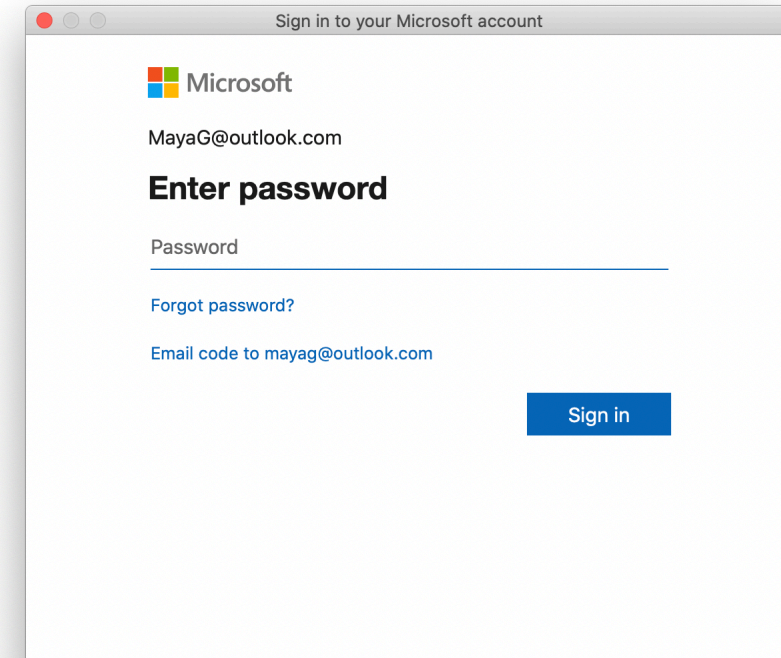 Sign in to your Microsoft account
Microsoft
MayaG@outlook.com
Enter password
Password
Forgot password?
Email code to mayag@outlook.com
Sign in